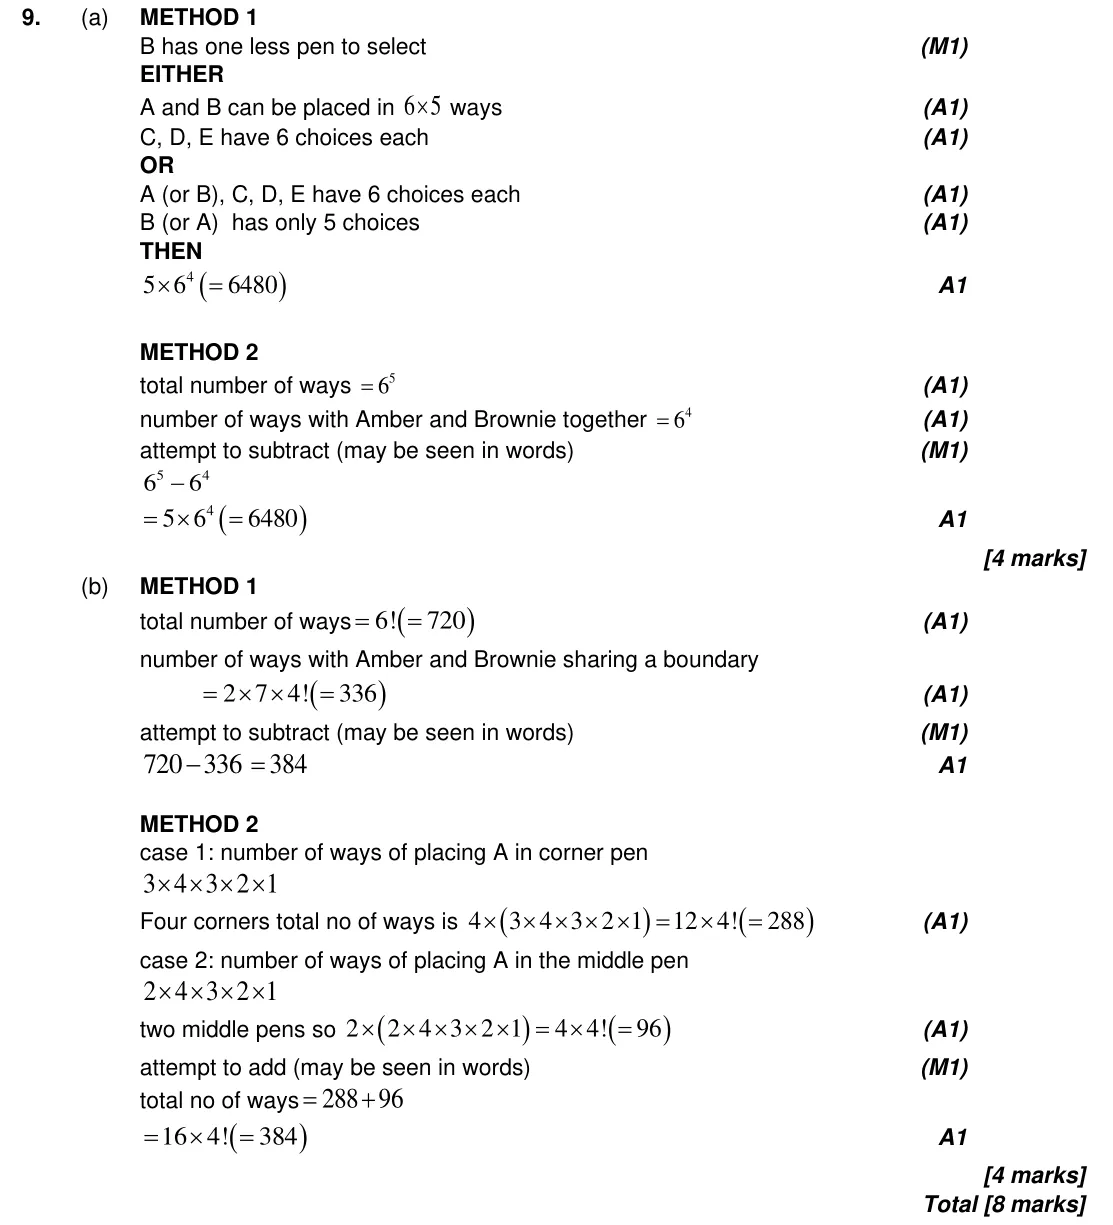 9. (a) METHOD 1
B has one less pen to select (M1)
EITHER
A and B can be placed in 6×5 ways (A1)
C, D, E have 6 choices each (A1)
OR
A (or B), C, D, E have 6 choices each (A1)
B (or A) has only 5 choices (A1)
THEN
5×6⁴(=6480) A1
METHOD 2
total number of ways =6⁵ (A1)
number of ways with Amber and Brownie together =6⁴ (A1)
attempt to subtract (may be seen in words) (M1)
6⁵−6⁴
=5×6⁴(=6480) A1
[4 marks]
(b) METHOD 1
total number of ways=6!(=720) (A1)
number of ways with Amber and Brownie sharing a boundary
=2×7×4!(=336) (A1)
attempt to subtract (may be seen in words) (M1)
720−336=384 A1
METHOD 2
case 1: number of ways of placing A in corner pen
3×4×3×2×1
Four corners total no of ways is 4×(3×4×3×2×1)=12×4!(=288) (A1)
case 2: number of ways of placing A in the middle pen
2×4×3×2×1
two middle pens so 2×(2×4×3×2×1)=4×4!(=96) (A1)
attempt to add (may be seen in words) (M1)
total no of ways=288+96
=16×4!(=384) A1
[4 marks]
Total [8 marks]